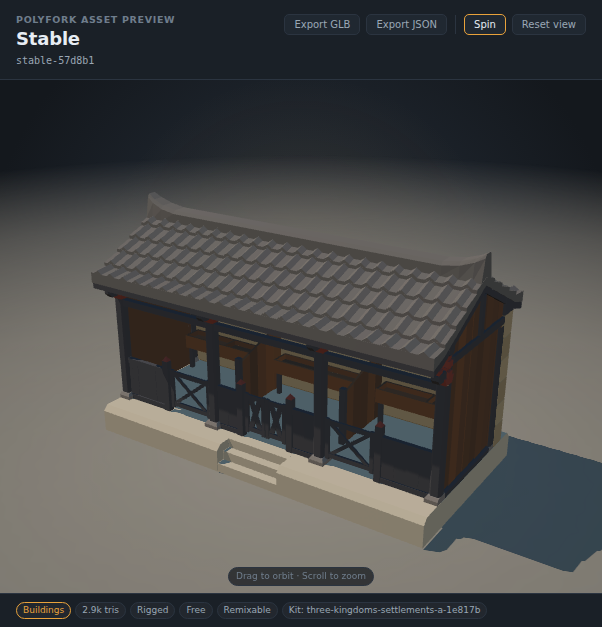 POLYFORK ASSET PREVIEW
Stable
stable-57d8b1
Export GLB
Export JSON
Spin
Reset view
Drag to orbit · Scroll to zoom
Buildings
2.9k tris
Rigged
Free
Remixable
Kit: three-kingdoms-settlements-a-1e817b